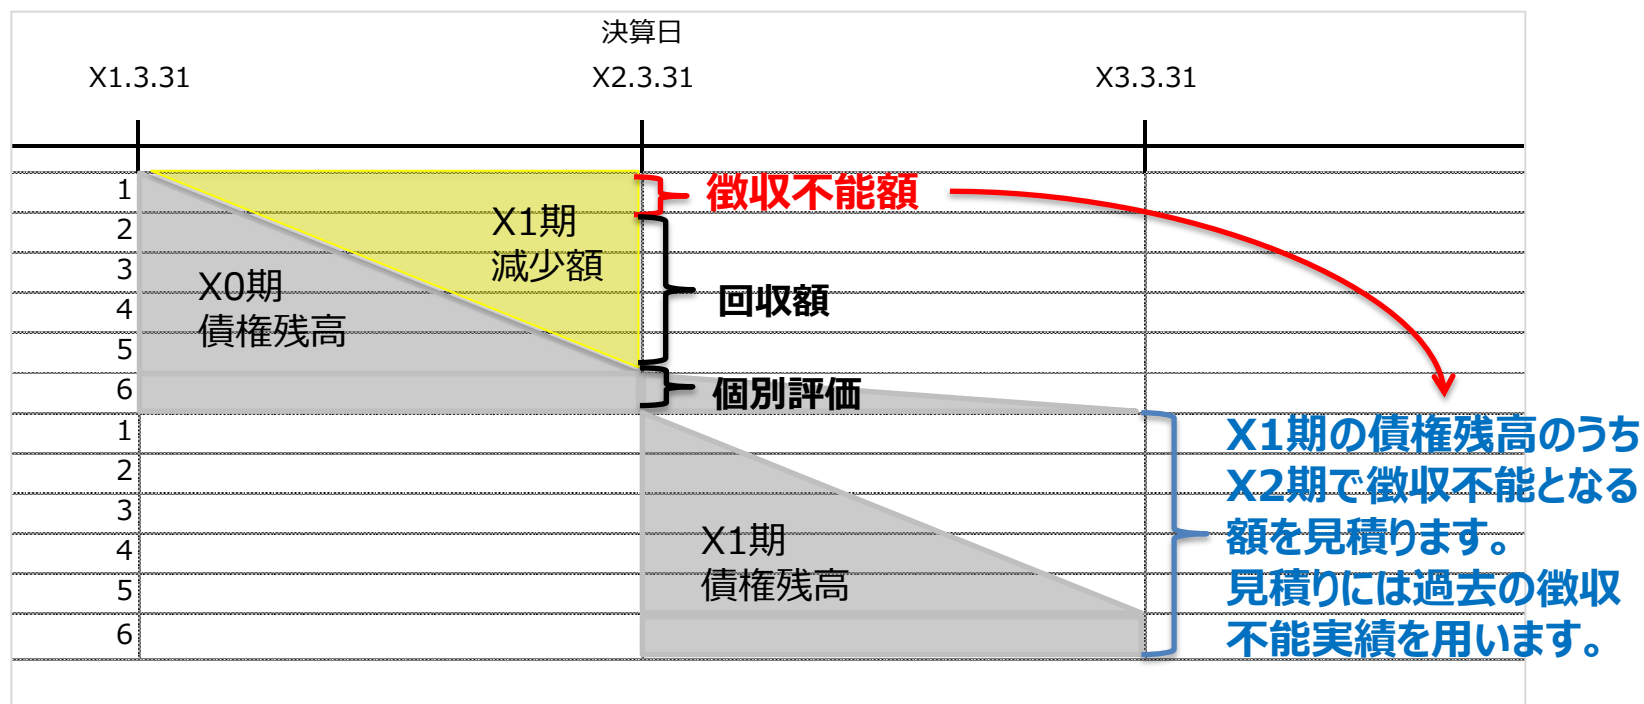 決算日
X1.3.31
X2.3.31
X3.3.31
1
2
3
4
5
6
X0期
債権残高
X1期
減少額
徴収不能額
回収額
個別評価
1
2
3
4
5
6
X1期
債権残高
X1期の債権残高のうち
X2期で徴収不能となる
額を見積ります。
見積りには過去の徴収
不能実績を用います。